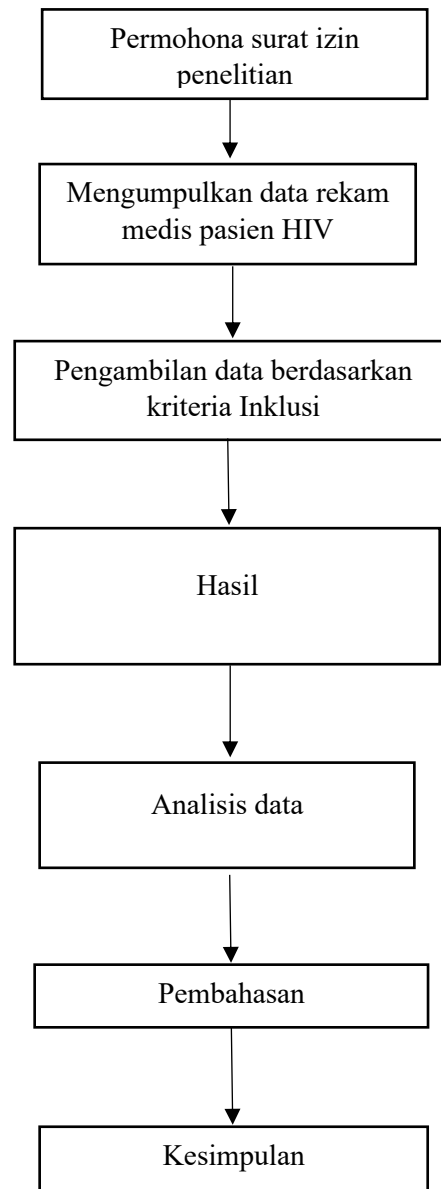 Permohona surat izin
penelitian
Mengumpulkan data rekam
medis pasien HIV
Pengambilan data berdasarkan
kriteria Inklusi
Hasil
Analisis data
Pembahasan
Kesimpulan